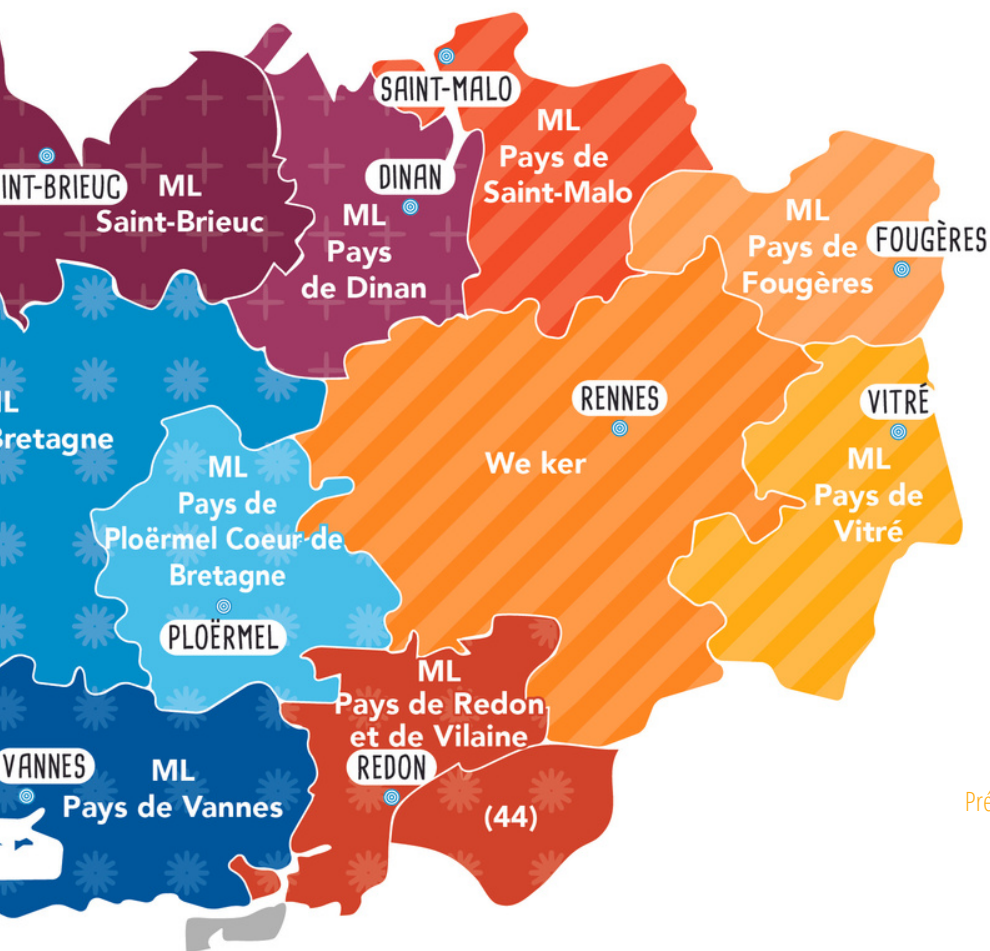 SAINT-MALO
ML
Pays de
Saint-Malo
INT-BRIEUC
ML
Saint-Brieuc
DINAN
ML
Pays
de Dinan
ML
Pays de
Fougères
FOUGÈRES
RENNES
We ker
VITRÉ
ML
Pays de
Vitré
L
Bretagne
ML
Pays de
Ploërmel Coeur de
Bretagne
PLOËRMEL
ML
Pays de Redon
et de Vilaine
REDON
(44)
VANNES
ML
Pays de Vannes
Pré